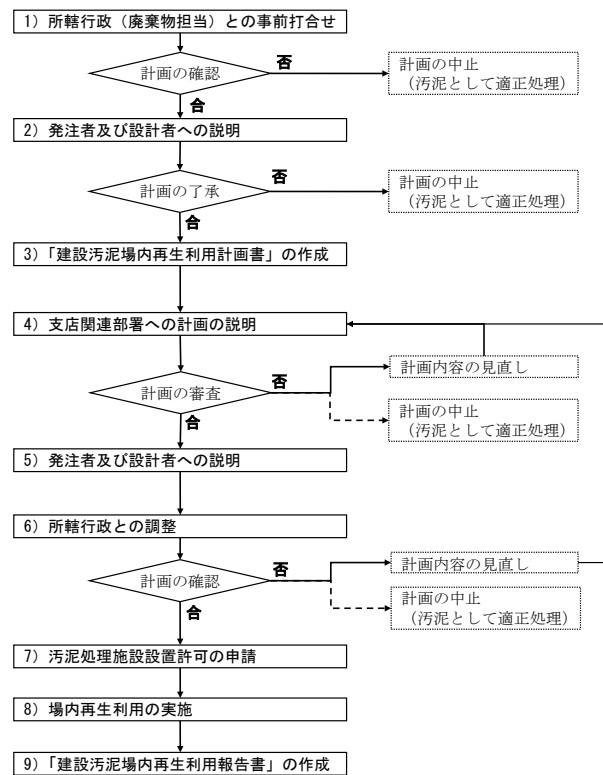 1）所轄行政（廃棄物担当）との事前打合せ
計画の確認
否
計画の中止
（汚泥として適正処理）
合
2）発注者及び設計者への説明
計画の了承
否
計画の中止
（汚泥として適正処理）
合
3）「建設汚泥場内再生利用計画書」の作成
4）支店関連部署への計画の説明
計画の審査
否
計画内容の見直し
計画の中止
（汚泥として適正処理）
合
5）発注者及び設計者への説明
6）所轄行政との調整
計画の確認
否
計画内容の見直し
計画の中止
（汚泥として適正処理）
合
7）汚泥処理施設設置許可の申請
8）場内再生利用の実施
9）「建設汚泥場内再生利用報告書」の作成